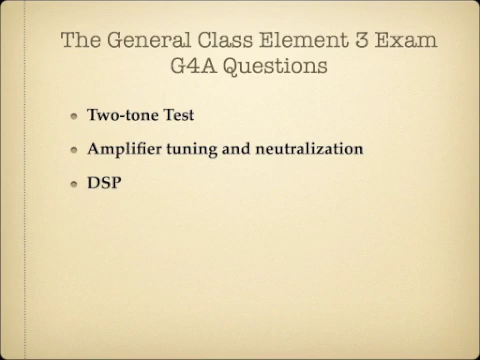 The General Class Element 3 Exam
G4A Questions
Two-tone Test
Amplifier tuning and neutralization
DSP